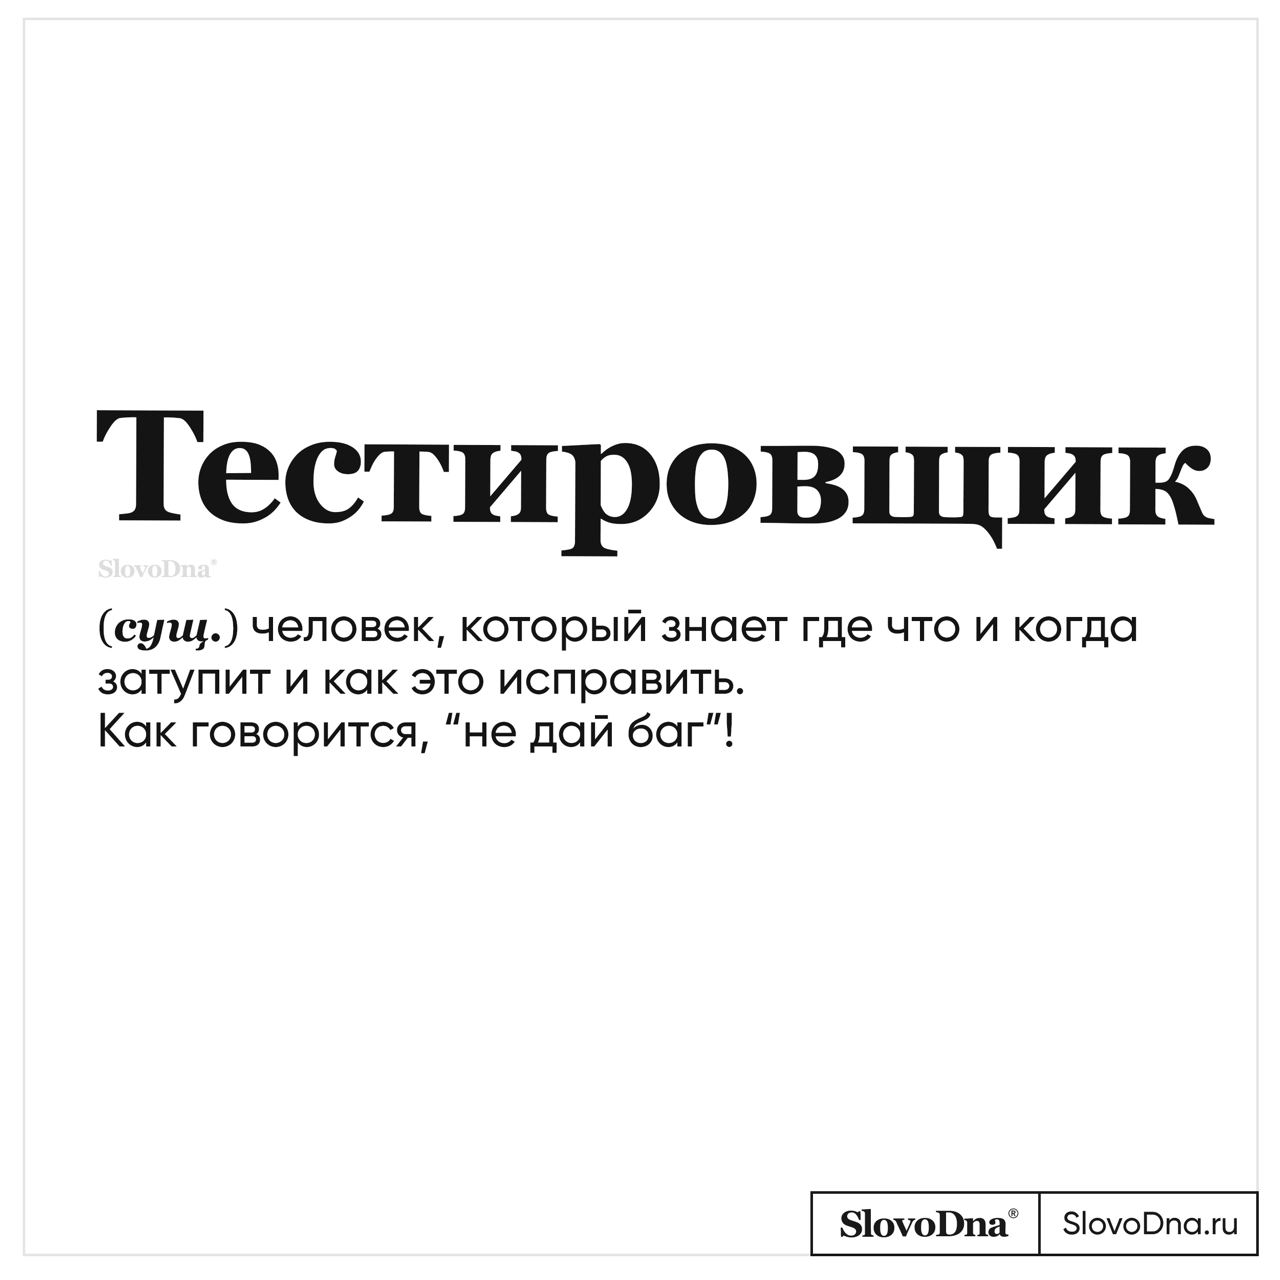 Тестировщик
SlovoDna®
(сущ.) человек, который знает где что и когда
затупит и как это исправить.
Как говорится, “не дай баг”!
SlovoDna® SlovoDna.ru